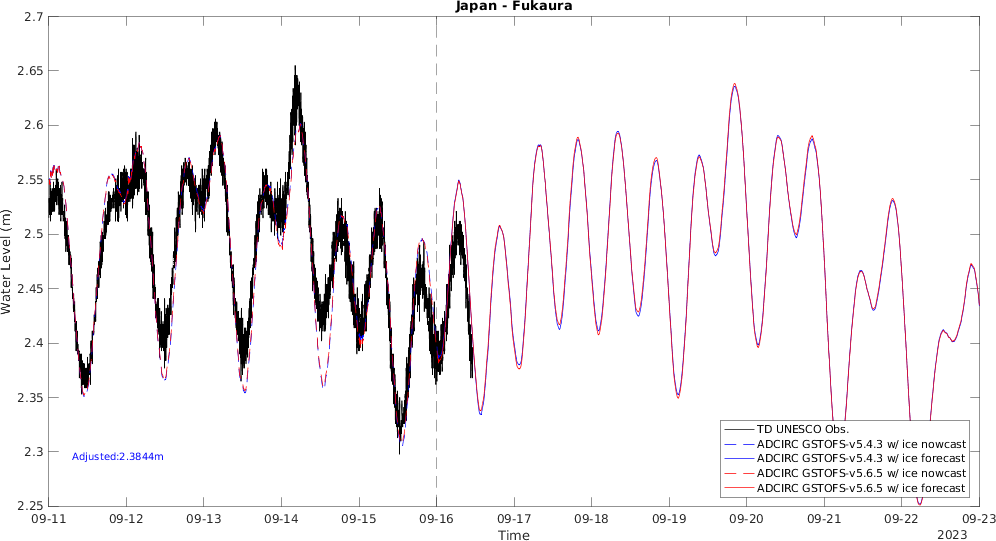 Japan - Fukaura
2.7
2.65
2.6
2.55
2.5
2.45
2.4
2.35
2.3
2.25
Water Level (m)
Adjusted:2.3844m
TD UNESCO Obs.
ADCIRC GSTOFS-v5.4.3 w/ ice nowcast
ADCIRC GSTOFS-v5.4.3 w/ ice forecast
ADCIRC GSTOFS-v5.6.5 w/ ice nowcast
ADCIRC GSTOFS-v5.6.5 w/ ice forecast
09-11 09-12 09-13 09-14 09-15 09-16 09-17 09-18 09-19 09-20 09-21 09-22 09-23
Time
2023